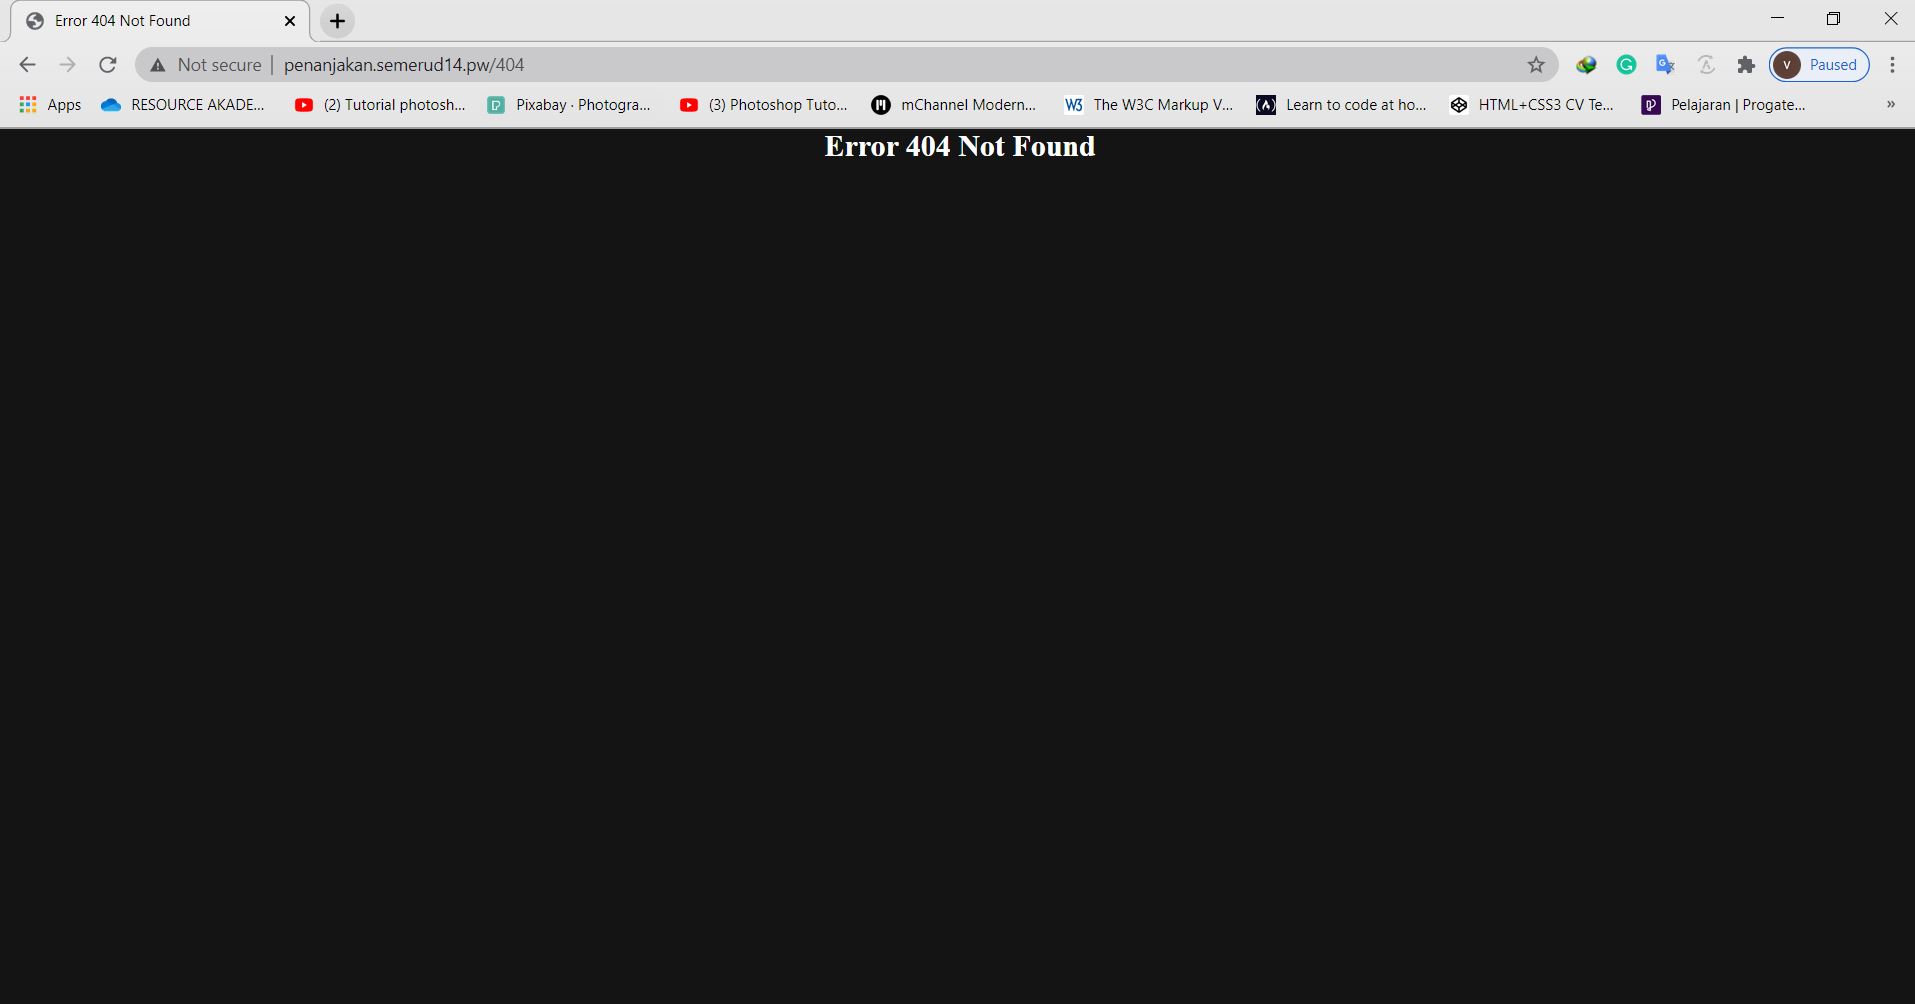 Error 404 Not Found
Not secure | penanjakan.semerud14.pw/404
V Paused
Apps RESOURCE AKADE... (2) Tutorial photosh... Pixabay · Photogra... (3) Photoshop Tuto... mChannel Modern... The W3C Markup V... Learn to code at ho... HTML+CSS3 CV Te... Pelajaran | Progate... »
Error 404 Not Found